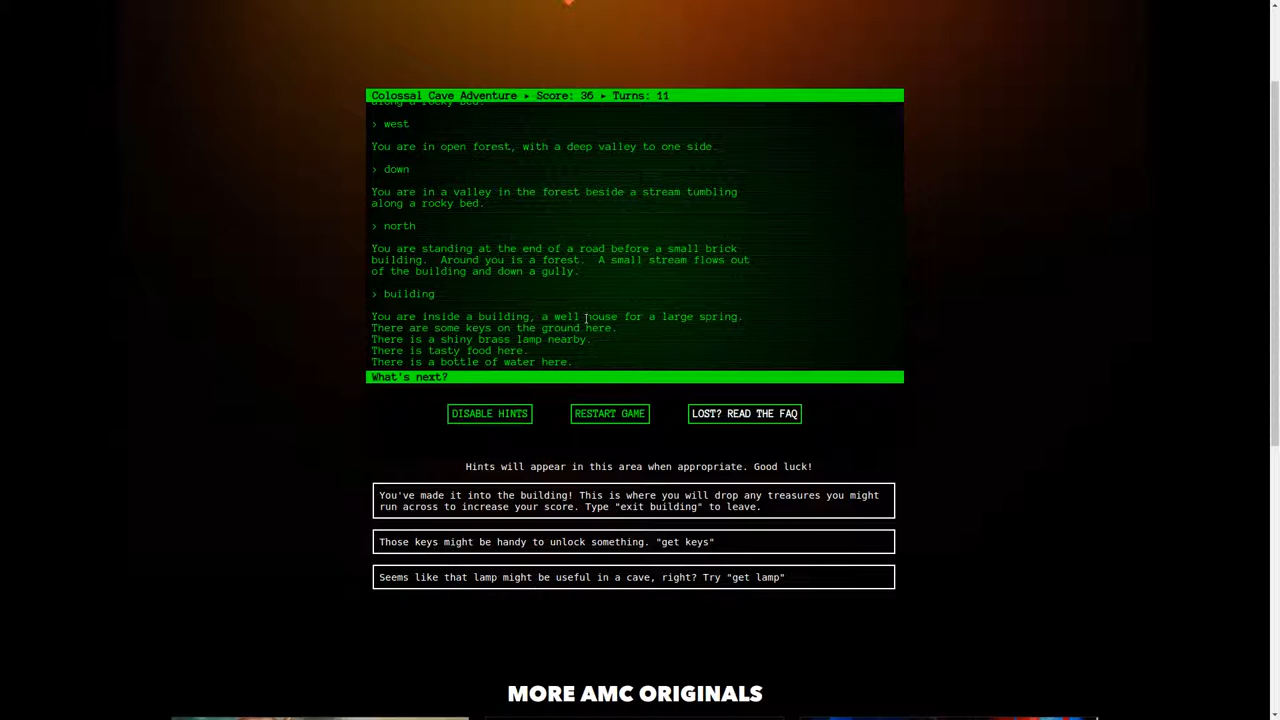 Colossal Cave Adventure ▸ Score: 36 ▸ Turns: 11
along a rocky bed.
> west
You are in open forest, with a deep valley to one side.
> down
You are in a valley in the forest beside a stream tumbling
along a rocky bed.
> north
You are standing at the end of a road before a small brick
building.  Around you is a forest.  A small stream flows out
of the building and down a gully.
> building
You are inside a building, a well house for a large spring.
There are some keys on the ground here.
There is a shiny brass lamp nearby.
There is tasty food here.
There is a bottle of water here.
What's next?
DISABLE HINTS RESTART GAME LOST? READ THE FAQ
Hints will appear in this area when appropriate. Good luck!
You've made it into the building! This is where you will drop any treasures you might
run across to increase your score. Type "exit building" to leave.
Those keys might be handy to unlock something. "get keys"
Seems like that lamp might be useful in a cave, right? Try "get lamp"
MORE AMC ORIGINALS